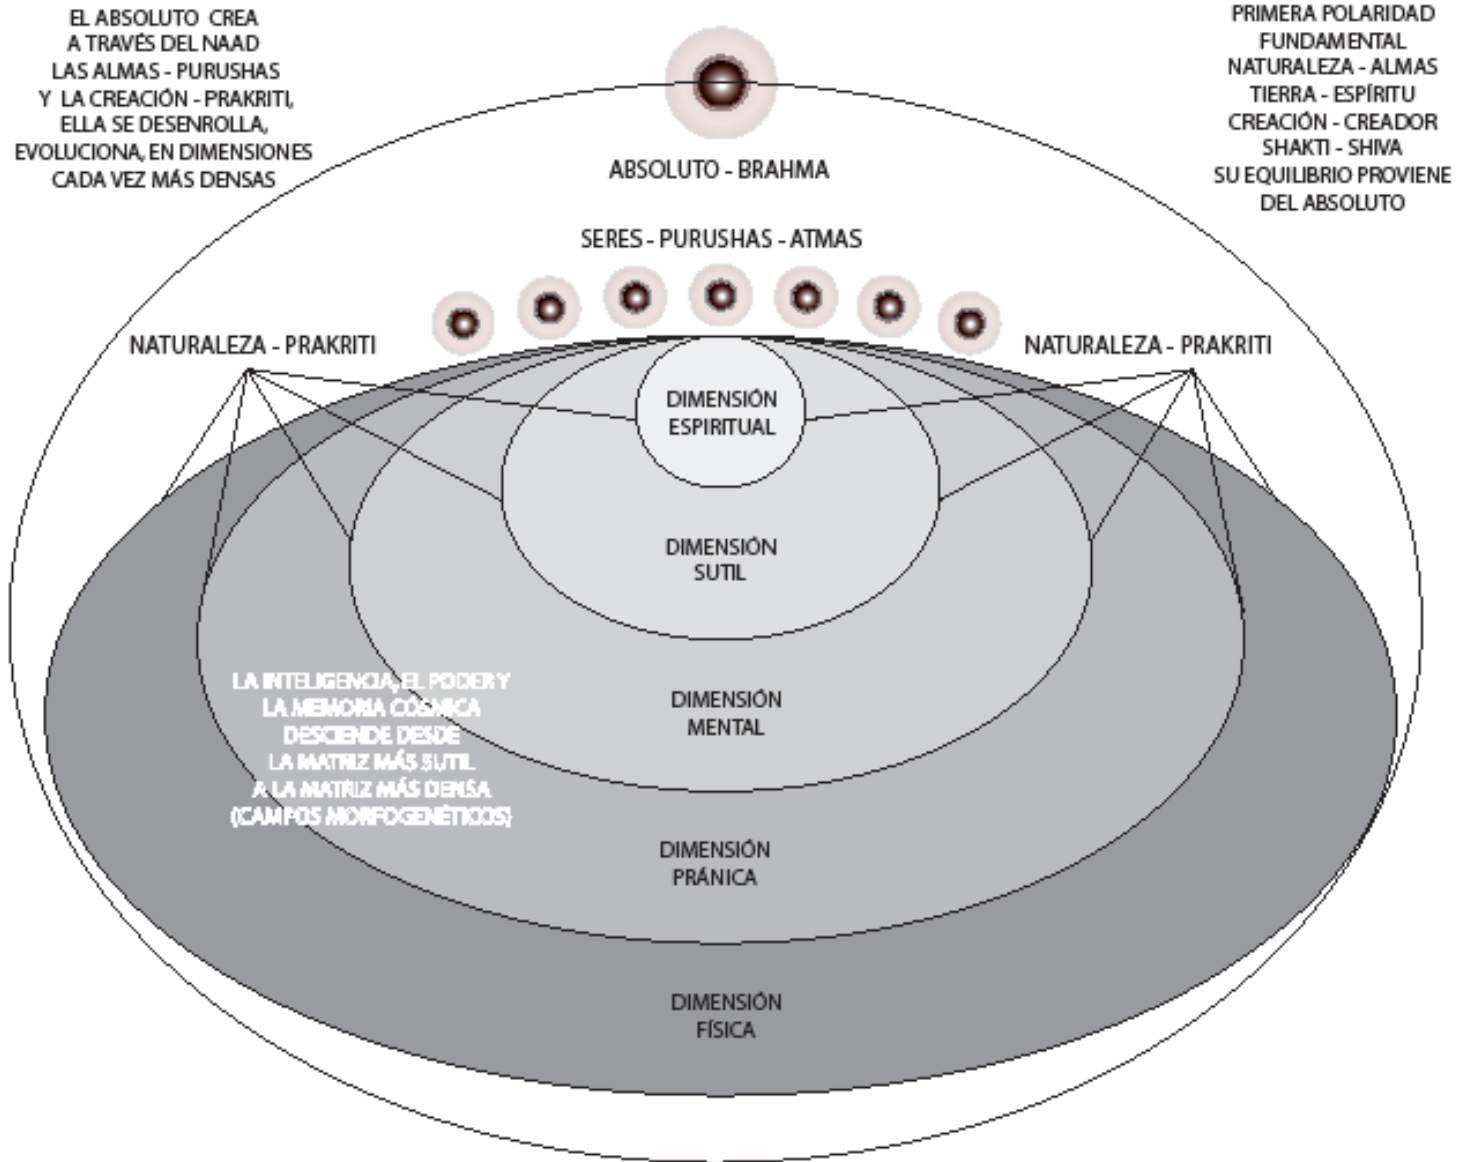 EL ABSOLUTO CREA
A TRAVÉS DEL NAAD
LAS ALMAS - PURUSHAS
Y LA CREACIÓN - PRAKRITI,
ELLA SE DESENROLLA,
EVOLUCIONA, EN DIMENSIONES
CADA VEZ MÁS DENSAS
PRIMERA POLARIDAD
FUNDAMENTAL
NATURALEZA - ALMAS
TIERRA - ESPÍRITU
CREACIÓN - CREADOR
SHAKTI - SHIVA
SU EQUILIBRIO PROVIENE
DEL ABSOLUTO
ABSOLUTO - BRAHMA
SERES - PURUSHAS - ATMAS
NATURALEZA - PRAKRITI
NATURALEZA - PRAKRITI
DIMENSIÓN
ESPIRITUAL
DIMENSIÓN
SUTIL
DIMENSIÓN
MENTAL
LA INTELIGENCIA, EL PODER Y
LA MEMORIA CÓSMICA
DESCIENDE DESDE
LA MATRIZ MÁS SUTIL
A LA MATRIZ MÁS DENSA
(CAMPOS MORFOGENÉTICOS)
DIMENSIÓN
PRÁNICA
DIMENSIÓN
FÍSICA